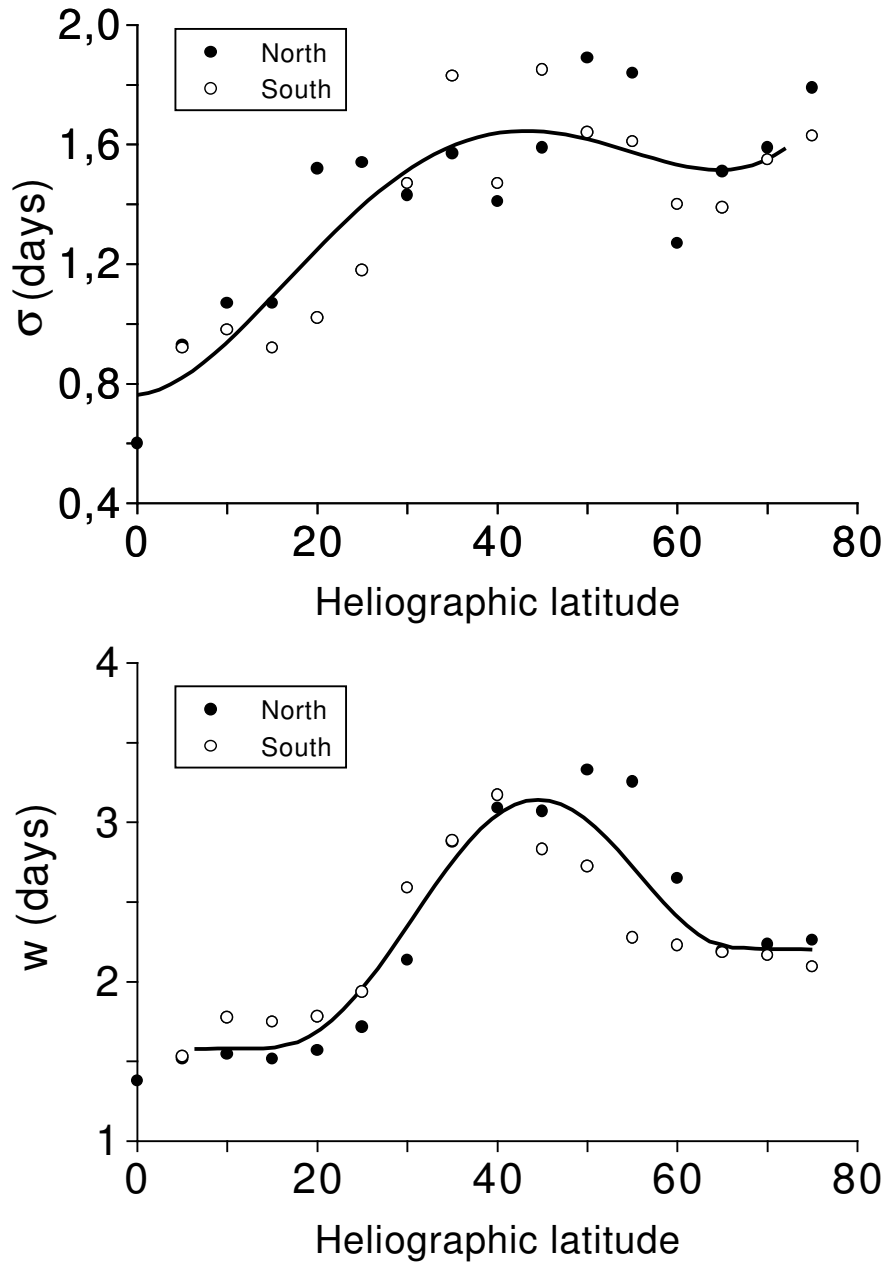 2,0
North
South
1,6
σ (days)
1,2
0,8
0,4
0 20 40 60 80
Heliographic latitude
4
North
South
3
w (days)
2
1
0 20 40 60 80
Heliographic latitude